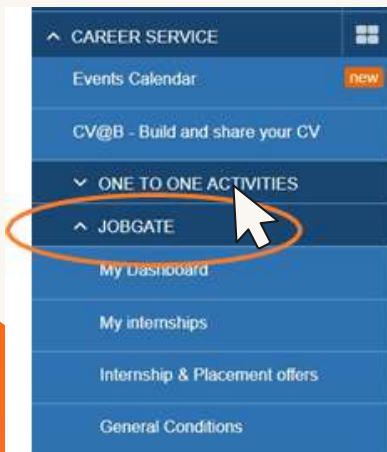 CAREER SERVICE
Events Calendar new
CV@B - Build and share your CV
ONE TO ONE ACTIVITIES
JOBGATE
My Dashboard
My internships
Internship & Placement offers
General Conditions